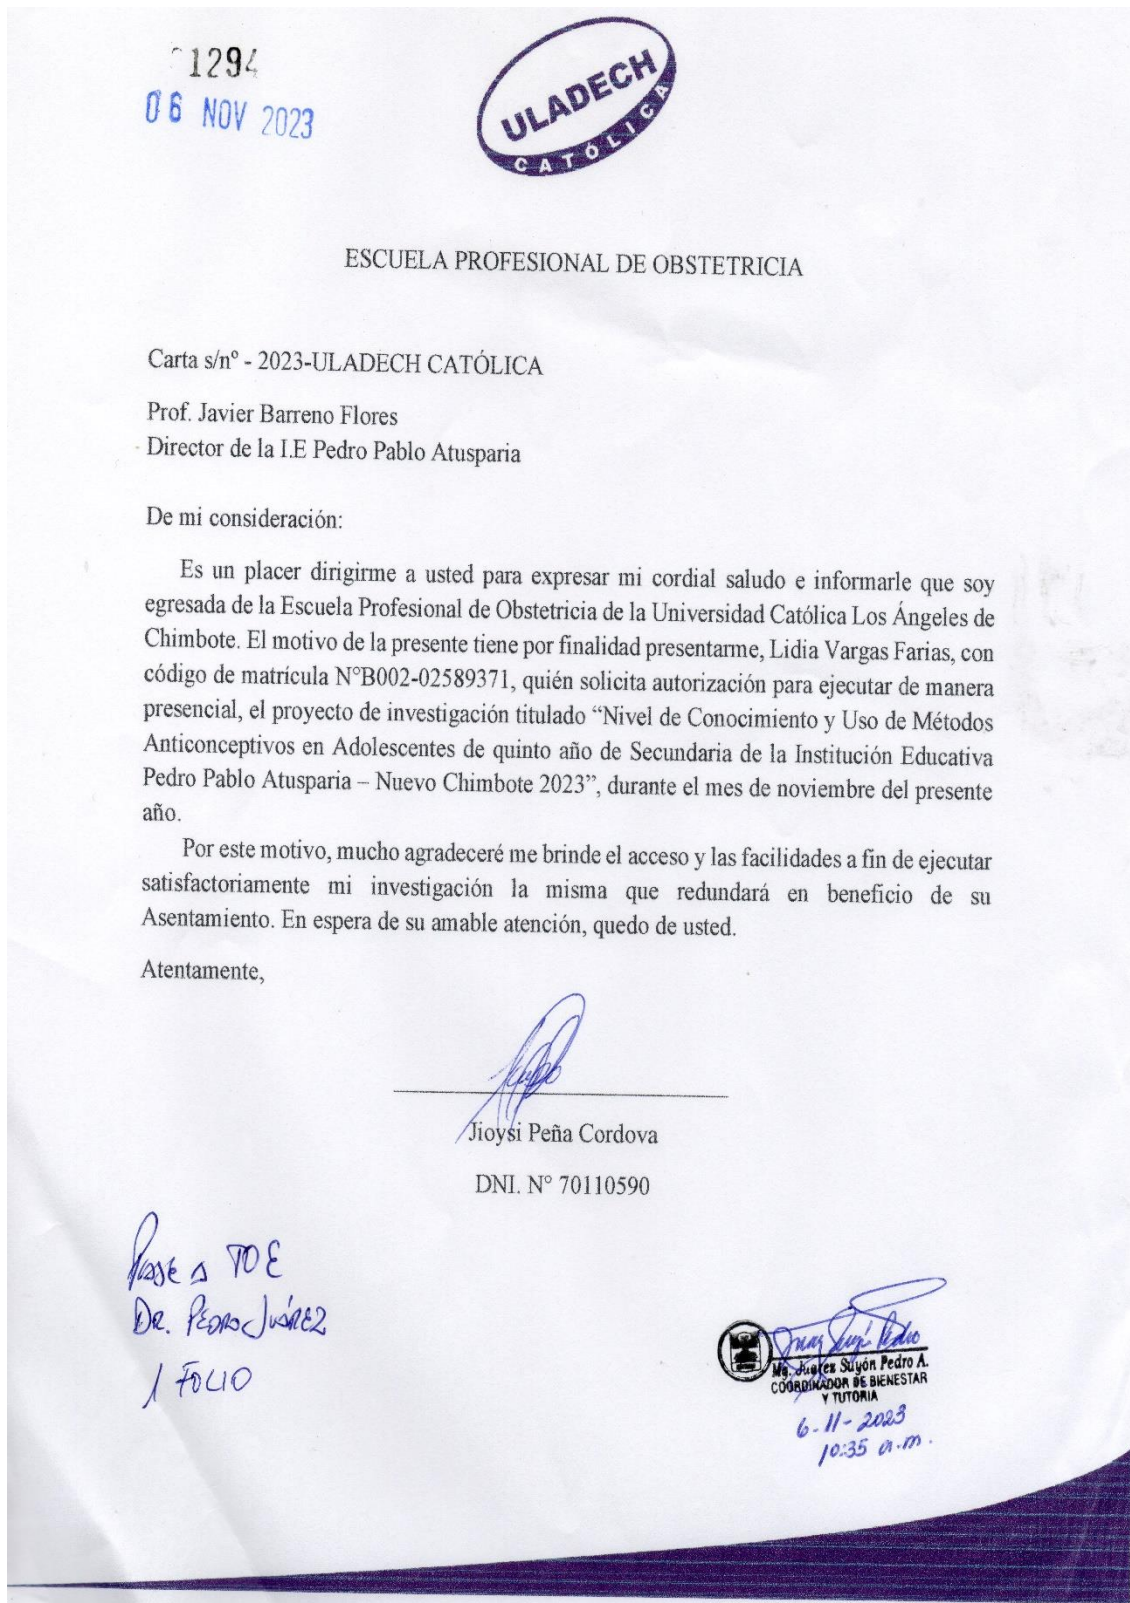 1294
06 NOV 2023
ULADECH
CATÓLICA
ESCUELA PROFESIONAL DE OBSTETRICIA
Carta s/nº - 2023-ULADECH CATÓLICA
Prof. Javier Barreno Flores
Director de la I.E Pedro Pablo Atusparia
De mi consideración:
Es un placer dirigirme a usted para expresar mi cordial saludo e informarle que soy
egresada de la Escuela Profesional de Obstetricia de la Universidad Católica Los Ángeles de
Chimbote. El motivo de la presente tiene por finalidad presentarme, Lidia Vargas Farias, con
código de matrícula N°B002-02589371, quién solicita autorización para ejecutar de manera
presencial, el proyecto de investigación titulado “Nivel de Conocimiento y Uso de Métodos
Anticonceptivos en Adolescentes de quinto año de Secundaria de la Institución Educativa
Pedro Pablo Atusparia – Nuevo Chimbote 2023”, durante el mes de noviembre del presente
año.
Por este motivo, mucho agradeceré me brinde el acceso y las facilidades a fin de ejecutar
satisfactoriamente mi investigación la misma que redundará en beneficio de su
Asentamiento. En espera de su amable atención, quedo de usted.
Atentamente,
Jioysi Peña Cordova
DNI. N° 70110590
Pase a TOE
DR. PEDRO JUÁREZ
1 FOLIO
Mg. Juarez Suyón Pedro A.
COORDINADOR DE BIENESTAR
Y TUTORIA
6-11-2023
10:35 a.m.